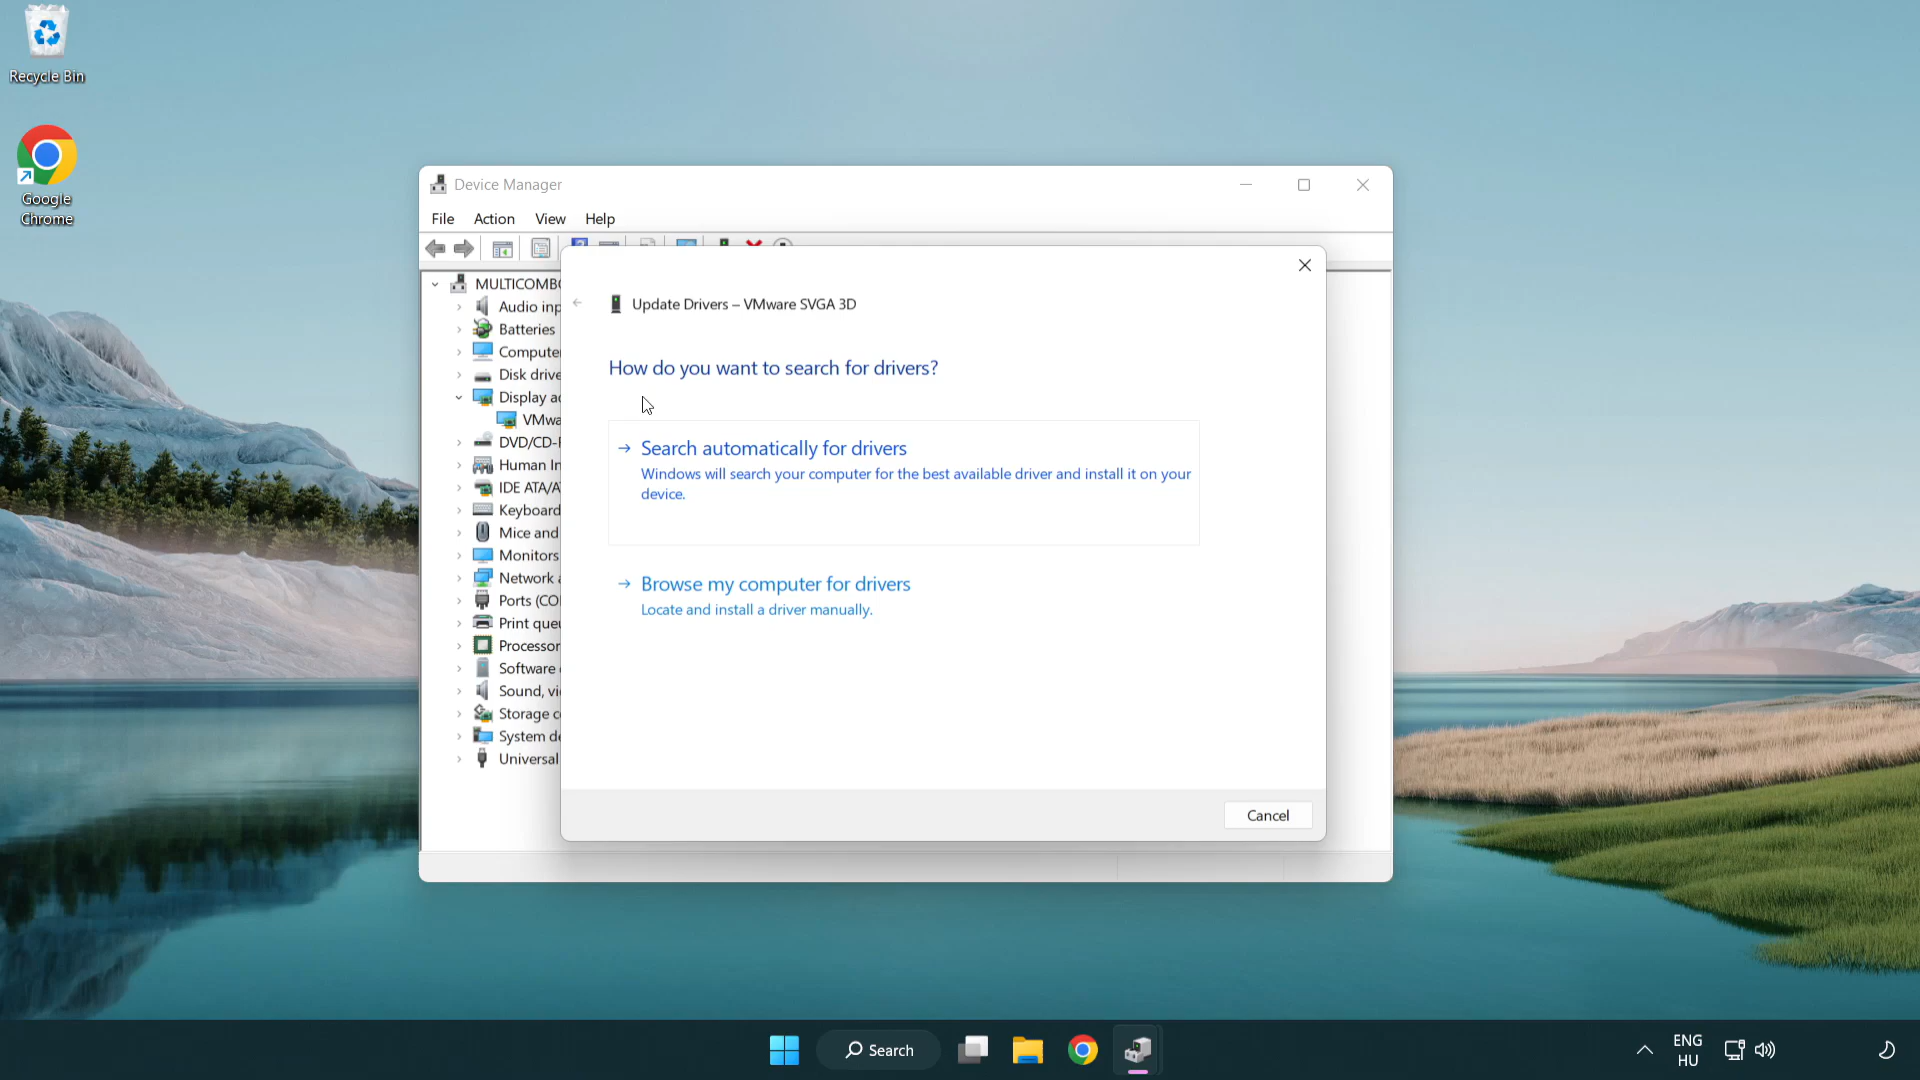 Recycle Bin
Google
Chrome
Device Manager
File Action View Help
MULTICOMB
Audio inp
Batteries
Compute
Disk drive
Display a
VMwa
DVD/CD-
Human In
IDE ATA/A
Keyboard
Mice and
Monitors
Network
Ports (CO
Print que
Processor
Software
Sound, vi
Storage c
System de
Universal
Update Drivers – VMware SVGA 3D
How do you want to search for drivers?
Search automatically for drivers
Windows will search your computer for the best available driver and install it on your
device.
Browse my computer for drivers
Locate and install a driver manually.
Cancel
Search
ENG
HU